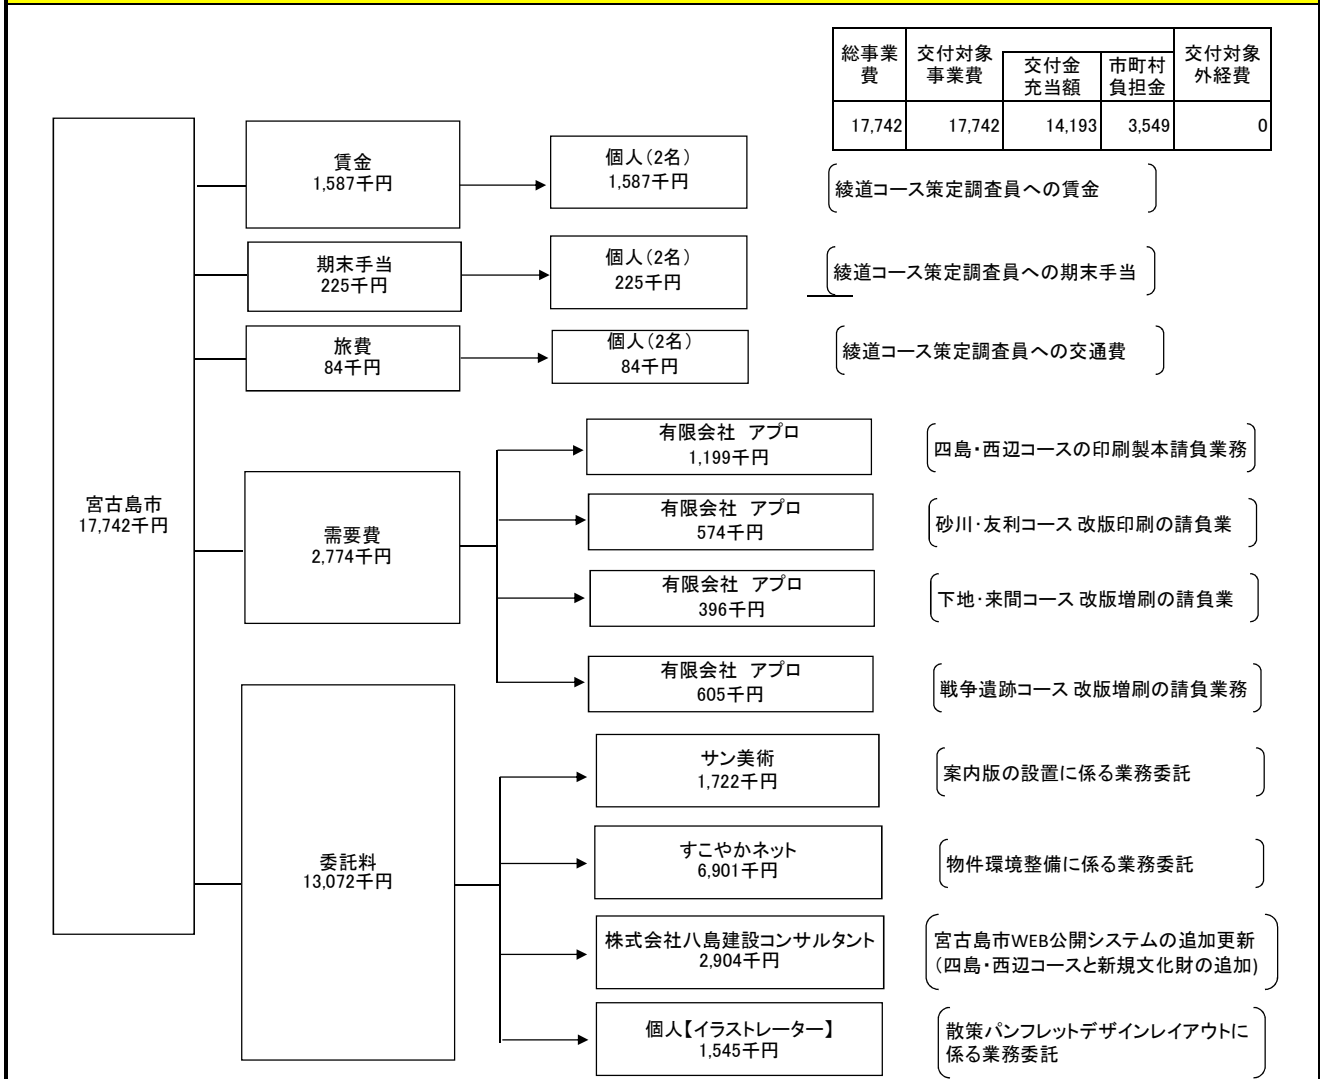 総事業
費
交付対象
事業費
交付金
充当額
市町村
負担金
交付対象
外経費
17,742
17,742
14,193
3,549
0
宮古島市
17,742千円
賃金
1,587千円
個人(2名)
1,587千円
綾道コース策定調査員への賃金
期末手当
225千円
個人(2名)
225千円
綾道コース策定調査員への期末手当
旅費
84千円
個人(2名)
84千円
綾道コース策定調査員への交通費
需要費
2,774千円
有限会社 アプロ
1,199千円
四島・西辺コースの印刷製本請負業務
有限会社 アプロ
574千円
砂川・友利コース 改版印刷の請負業
有限会社 アプロ
396千円
下地・来間コース 改版増刷の請負業
有限会社 アプロ
605千円
戦争遺跡コース 改版増刷の請負業務
委託料
13,072千円
サン美術
1,722千円
案内版の設置に係る業務委託
すこやかネット
6,901千円
物件環境整備に係る業務委託
株式会社八島建設コンサルタント
2,904千円
宮古島市WEB公開システムの追加更新
(四島・西辺コースと新規文化財の追加)
個人【イラストレーター】
1,545千円
散策パンフレットデザインレイアウトに
係る業務委託